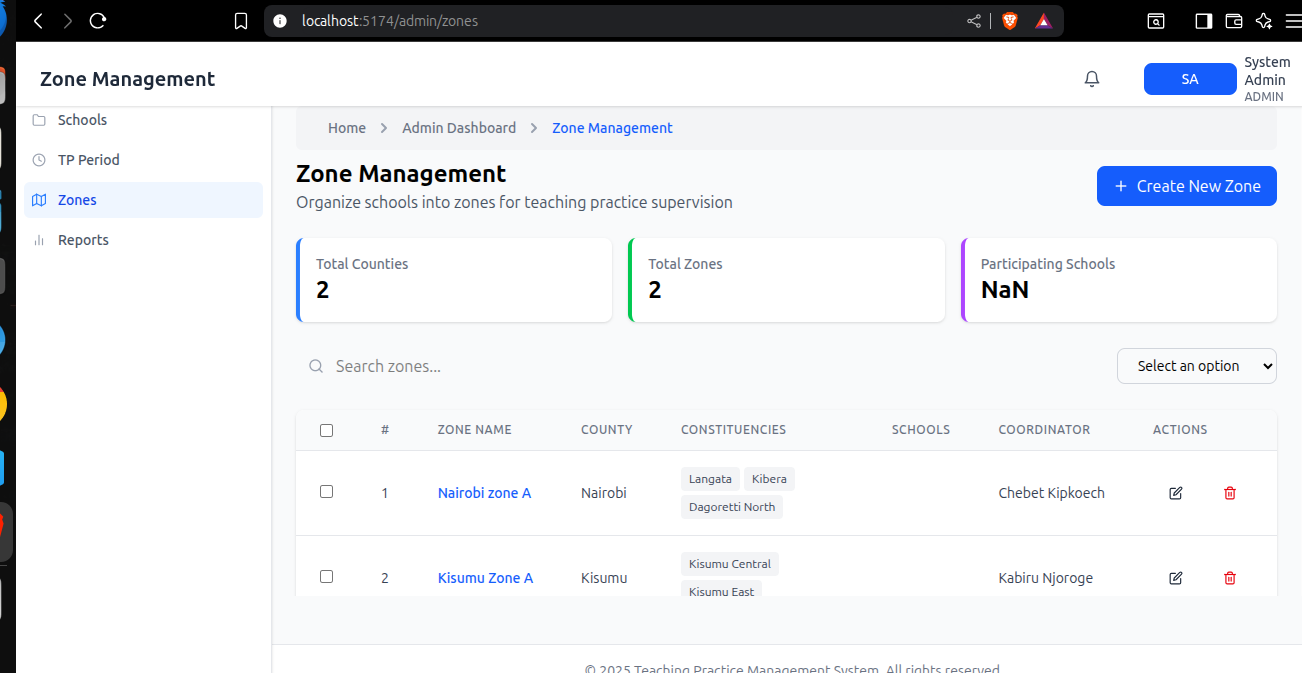 localhost:5174/admin/zones
Zone Management
SA
System
Admin
ADMIN
Schools
TP Period
Zones
Reports
Home > Admin Dashboard > Zone Management
Zone Management
Organize schools into zones for teaching practice supervision
+ Create New Zone
Total Counties
2
Total Zones
2
Participating Schools
NaN
Search zones...
Select an option
# ZONE NAME COUNTY CONSTITUENCIES SCHOOLS COORDINATOR ACTIONS
1 Nairobi zone A Nairobi Langata Kibera Chebet Kipkoech
Dagoretti North
2 Kisumu Zone A Kisumu Kisumu Central Kabiru Njoroge
Kisumu East
© 2025 Teaching Practice Management System. All rights reserved.